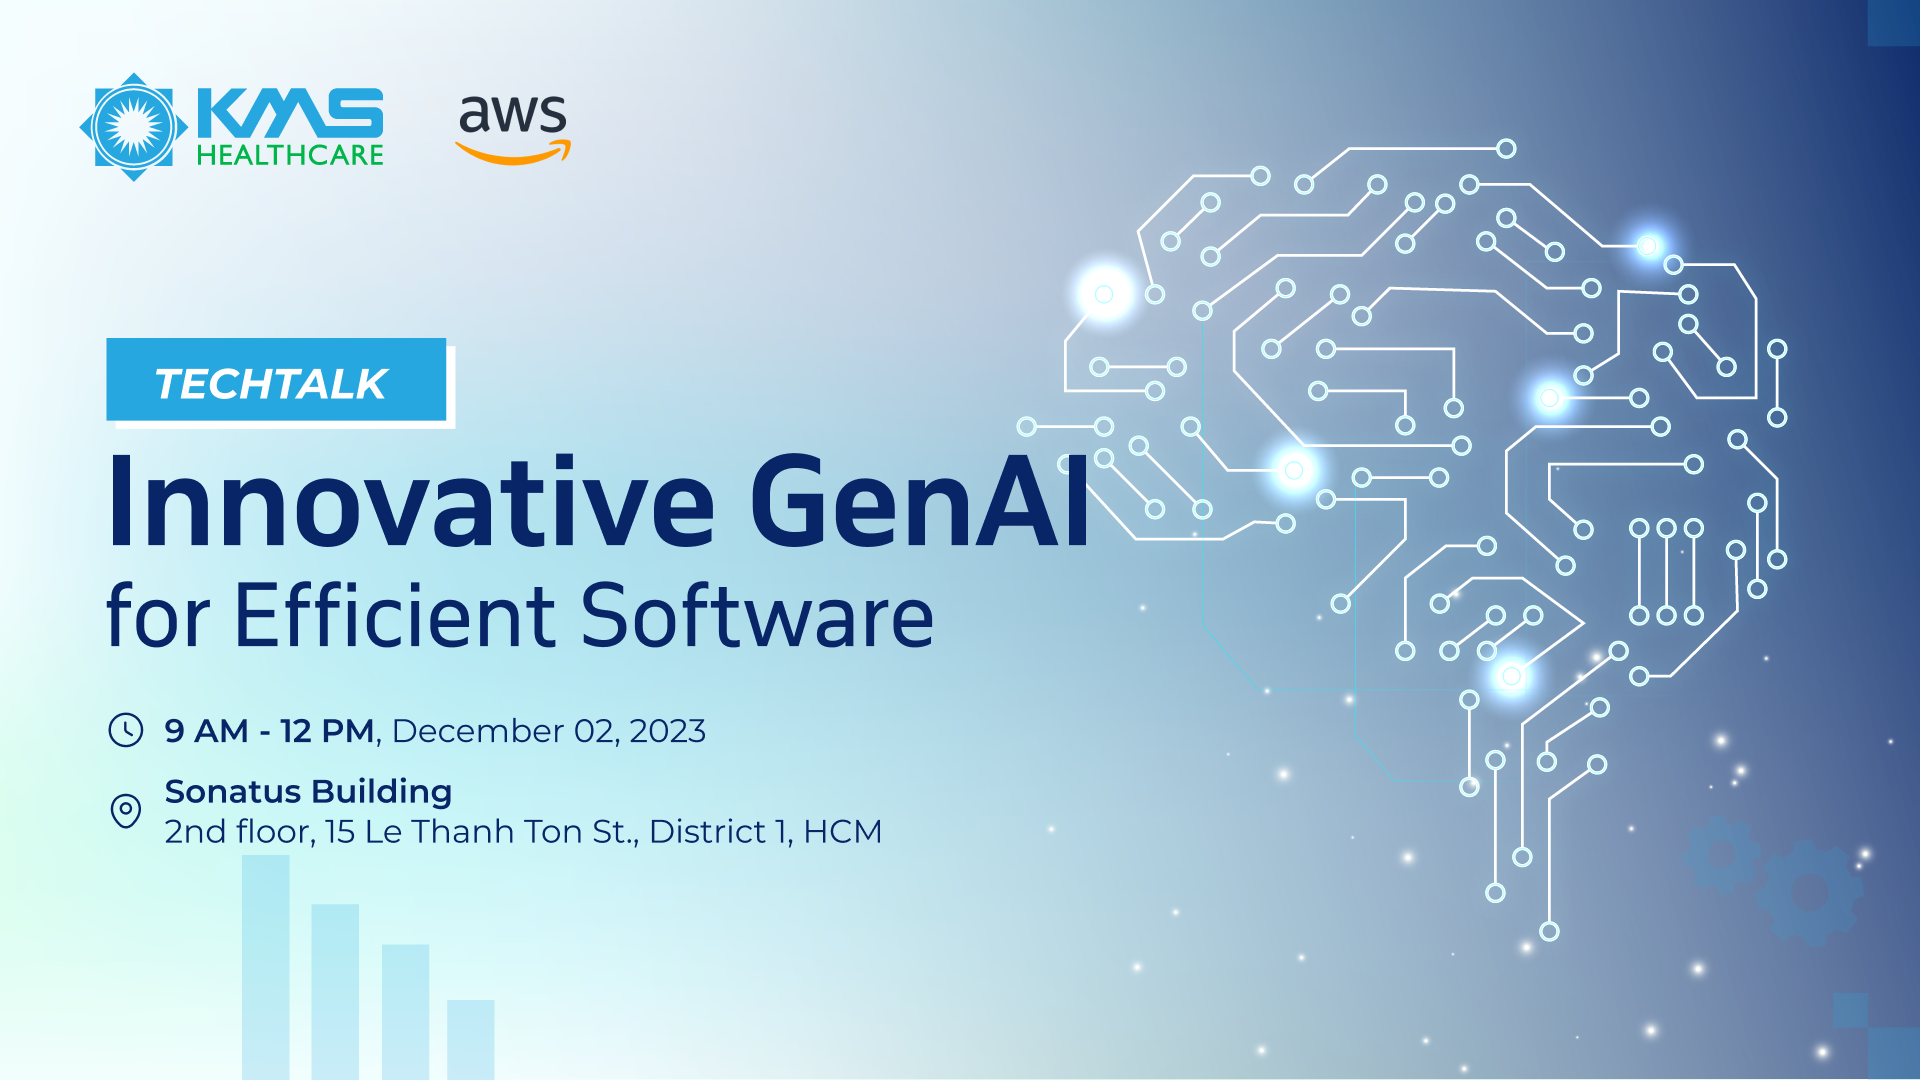 KMS
HEALTHCARE
aws
TECHTALK
Innovative GenAI
for Efficient Software
9 AM - 12 PM, December 02, 2023
Sonatus Building
2nd floor, 15 Le Thanh Ton St., District 1, HCM